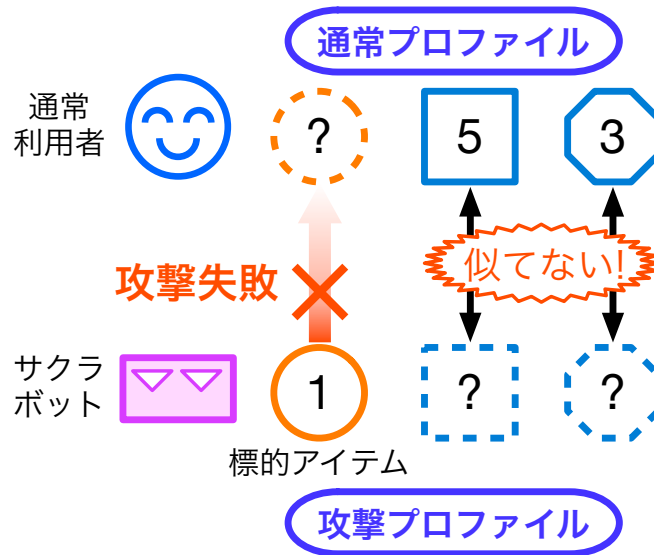 通常プロファイル
通常
利用者
?
5
3
攻撃失敗
似てない!
サクラ
ボット
1
?
?
標的アイテム
攻撃プロファイル